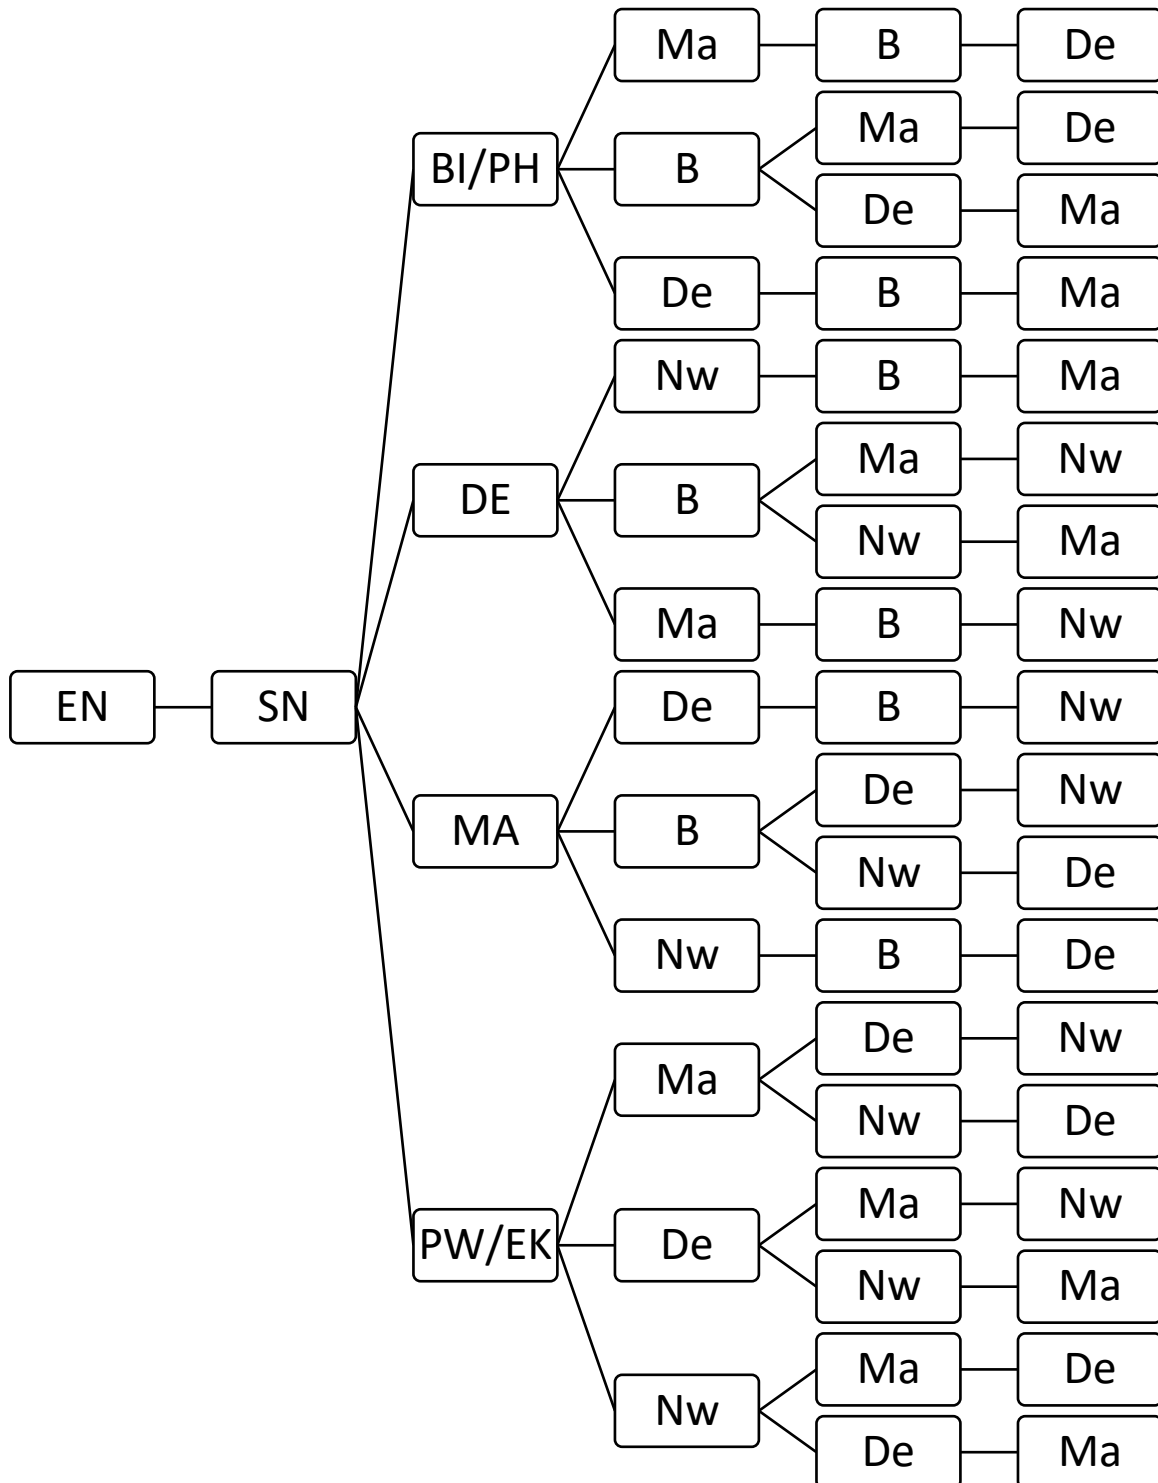 Ma B De
Ma De
BI/PH B
De Ma
De B Ma
Nw B Ma
Ma Nw
DE B
Nw Ma
Ma B Nw
EN SN De B Nw
De Nw
MA B
Nw De
Nw B De
De Nw
Ma
Nw De
Ma Nw
PW/EK De
Nw Ma
Ma De
Nw
De Ma